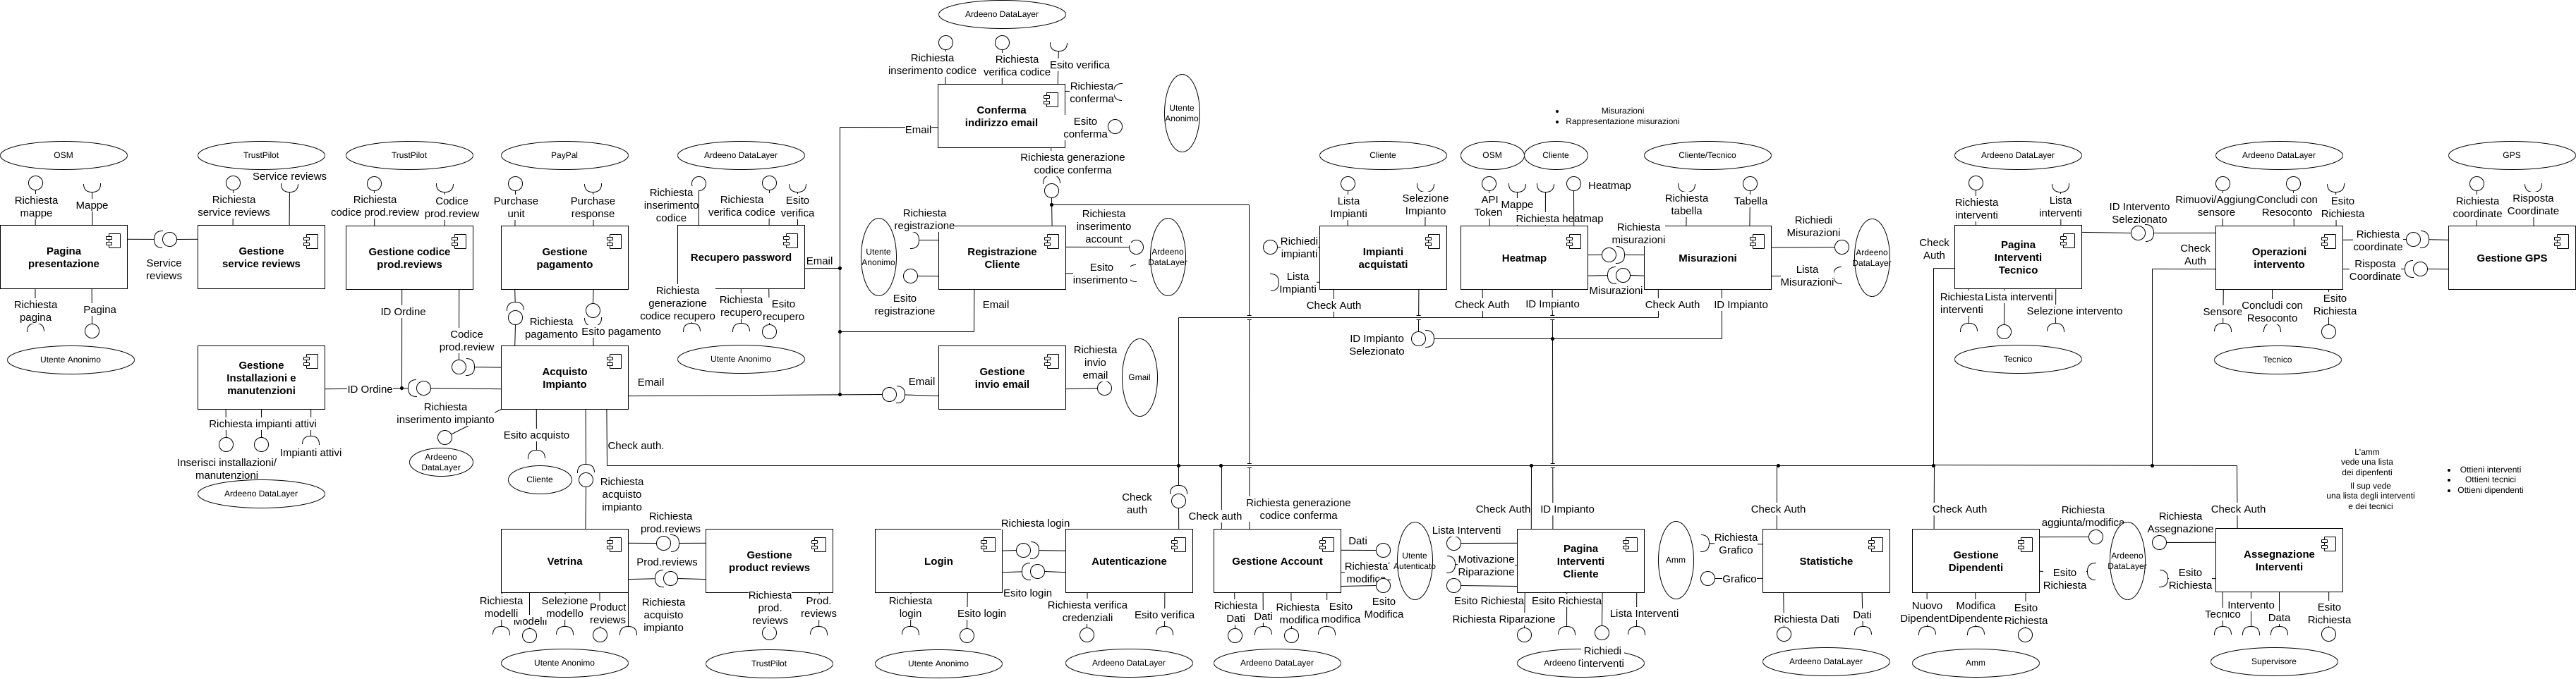 Ardeeno DataLayer
Richiesta
inserimento codice
Richiesta
verifica codice
Esito verifica
Richiesta
conferma
Conferma
indirizzo email
Esito
conferma
Email
Richiesta generazione
codice conferma
Utente
Anonimo
Misurazioni
Rappresentazione misurazioni
OSM
Richiesta
mappe
Mappe
Pagina
presentazione
Service
reviews
Richiesta
pagina
Pagina
Utente Anonimo
TrustPilot
Richiesta
service reviews
Service reviews
Gestione
service reviews
TrustPilot
Richiesta
codice prod.review
Codice
prod.review
Gestione codice
prod.reviews
ID Ordine
Codice
prod.review
PayPal
Purchase
unit
Purchase
response
Gestione
pagamento
Richiesta
pagamento
Esito pagamento
Ardeeno DataLayer
Richiesta
inserimento
codice
Richiesta
verifica codice
Esito
verifica
Recupero password
Email
Richiesta
generazione
codice recupero
Richiesta
recupero
Esito
recupero
Utente Anonimo
Utente
Anonimo
Richiesta
registrazione
Esito
registrazione
Registrazione
Cliente
Richiesta
inserimento
account
Esito
inserimento
Ardeeno
DataLayer
Email
Cliente
Lista
Impianti
Selezione
Impianto
Richiedi
impianti
Lista
Impianti
Impianti
acquistati
Check Auth
ID Impianto
Selezionato
OSM
Cliente
API
Token
Mappe
Richiesta heatmap
Heatmap
Heatmap
Richiesta
misurazioni
Misurazioni
Check Auth
ID Impianto
Cliente/Tecnico
Richiesta
tabella
Tabella
Misurazioni
Richiedi
Misurazioni
Lista
Misurazioni
Ardeeno
DataLayer
Check Auth
ID Impianto
Ardeeno DataLayer
Richiesta
interventi
Lista
interventi
Check
Auth
Pagina
Interventi
Tecnico
ID Intervento
Selezionato
Richiesta
interventi
Lista interventi
Selezione intervento
Tecnico
Ardeeno DataLayer
Rimuovi/Aggiungi
sensore
Concludi con
Resoconto
Esito
Richiesta
Check
Auth
Operazioni
intervento
Richiesta
coordinate
Risposta
Coordinate
Sensore
Concludi con
Resoconto
Esito
Richiesta
Tecnico
GPS
Richiesta
coordinate
Risposta
Coordinate
Gestione GPS
Gestione
Installazioni e
manutenzioni
ID Ordine
Richiesta impianti attivi
Impianti attivi
Inserisci installazioni/
manutenzioni
Ardeeno DataLayer
Acquisto
Impianto
Email
Richiesta
inserimento impianto
Ardeeno
DataLayer
Esito acquisto
Cliente
Check auth.
Richiesta
acquisto
impianto
Email
Gestione
invio email
Richiesta
invio
email
Gmail
L'amm
vede una lista
dei dipenfenti
Il sup vede
una lista degli interventi
e dei tecnici
Ottieni interventi
Ottieni tecnici
Ottieni dipendenti
Vetrina
Richiesta
prod.reviews
Prod.reviews
Richiesta
modelli
Modelli
Selezione
modello
Product
reviews
Richiesta
acquisto
impianto
Utente Anonimo
Gestione
product reviews
Richiesta
prod.
reviews
Prod.
reviews
TrustPilot
Login
Richiesta login
Esito login
Richiesta
login
Esito login
Utente Anonimo
Check
auth
Autenticazione
Richiesta verifica
credenziali
Esito verifica
Ardeeno DataLayer
Check auth
Richiesta generazione
codice conferma
Gestione Account
Dati
Richiesta
modifica
Esito
Modifica
Utente
Autenticato
Richiesta
Dati
Dati
Richiesta
modifica
Esito
modifica
Ardeeno DataLayer
Check Auth
ID Impianto
Lista Interventi
Motivazione
Riparazione
Esito Richiesta
Pagina
Interventi
Cliente
Richiesta Riparazione
Esito Richiesta
Richiedi
interventi
Lista Interventi
Amm
Richiesta
Grafico
Grafico
Check Auth
Statistiche
Richiesta Dati
Dati
Ardeeno DataLayer
Check Auth
Gestione
Dipendenti
Richiesta
aggiunta/modifica
Esito
Richiesta
Ardeeno
DataLayer
Nuovo
Modifica
Dipendente
Esito
Richiesta
Amm
Richiesta
Assegnazione
Esito
Richiesta
Check Auth
Assegnazione
Interventi
Tecnico
Intervento
Data
Esito
Richiesta
Supervisore